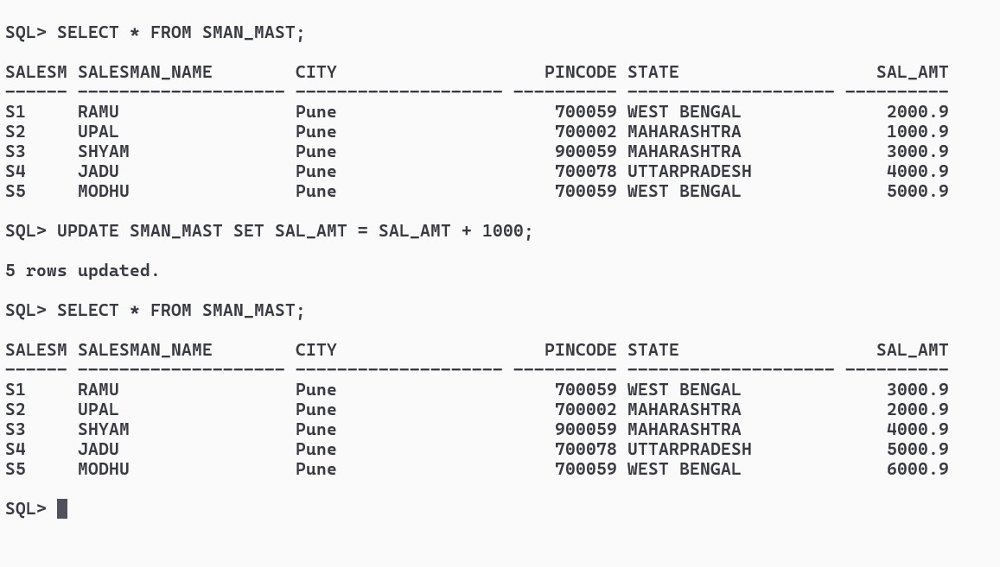 SQL> SELECT * FROM SMAN_MAST;
SALESM SALESMAN_NAME        CITY                    PINCODE STATE                   SAL_AMT
------ -------------------- -------------------- ---------- -------------------- ----------
S1     RAMU                 Pune                     700059 WEST BENGAL              2000.9
S2     UPAL                 Pune                     700002 MAHARASHTRA              1000.9
S3     SHYAM                Pune                     900059 MAHARASHTRA              3000.9
S4     JADU                 Pune                     700078 UTTARPRADESH             4000.9
S5     MODHU                Pune                     700059 WEST BENGAL              5000.9
SQL> UPDATE SMAN_MAST SET SAL_AMT = SAL_AMT + 1000;
5 rows updated.
SQL> SELECT * FROM SMAN_MAST;
SALESM SALESMAN_NAME        CITY                    PINCODE STATE                   SAL_AMT
------ -------------------- -------------------- ---------- -------------------- ----------
S1     RAMU                 Pune                     700059 WEST BENGAL              3000.9
S2     UPAL                 Pune                     700002 MAHARASHTRA              2000.9
S3     SHYAM                Pune                     900059 MAHARASHTRA              4000.9
S4     JADU                 Pune                     700078 UTTARPRADESH             5000.9
S5     MODHU                Pune                     700059 WEST BENGAL              6000.9
SQL>